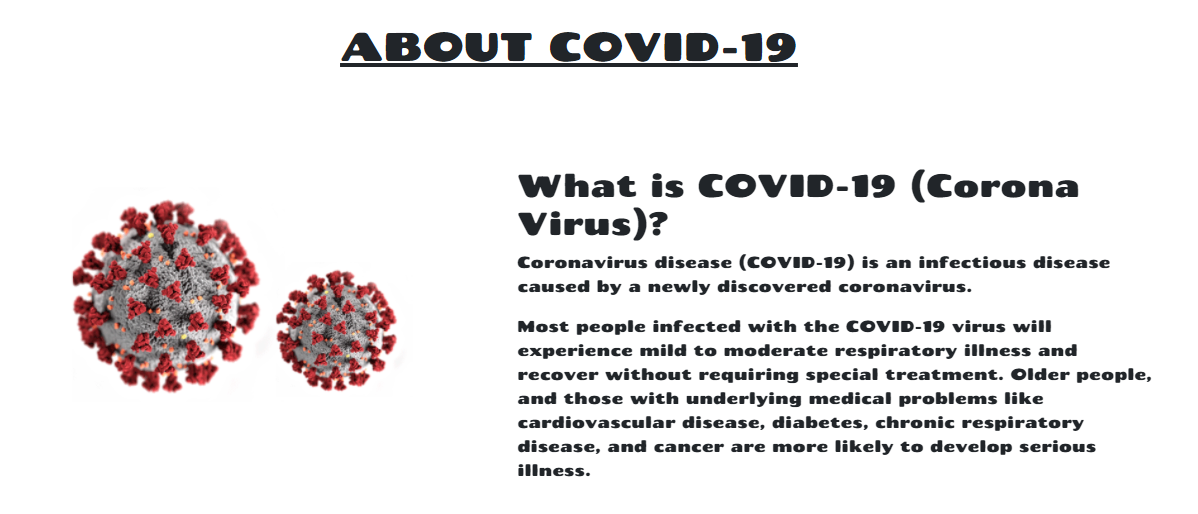 ABOUT COVID-19
What is COVID-19 (Corona
Virus)?
Coronavirus disease (COVID-19) is an infectious disease
caused by a newly discovered coronavirus.
Most people infected with the COVID-19 virus will
experience mild to moderate respiratory illness and
recover without requiring special treatment. Older people,
and those with underlying medical problems like
cardiovascular disease, diabetes, chronic respiratory
disease, and cancer are more likely to develop serious
illness.